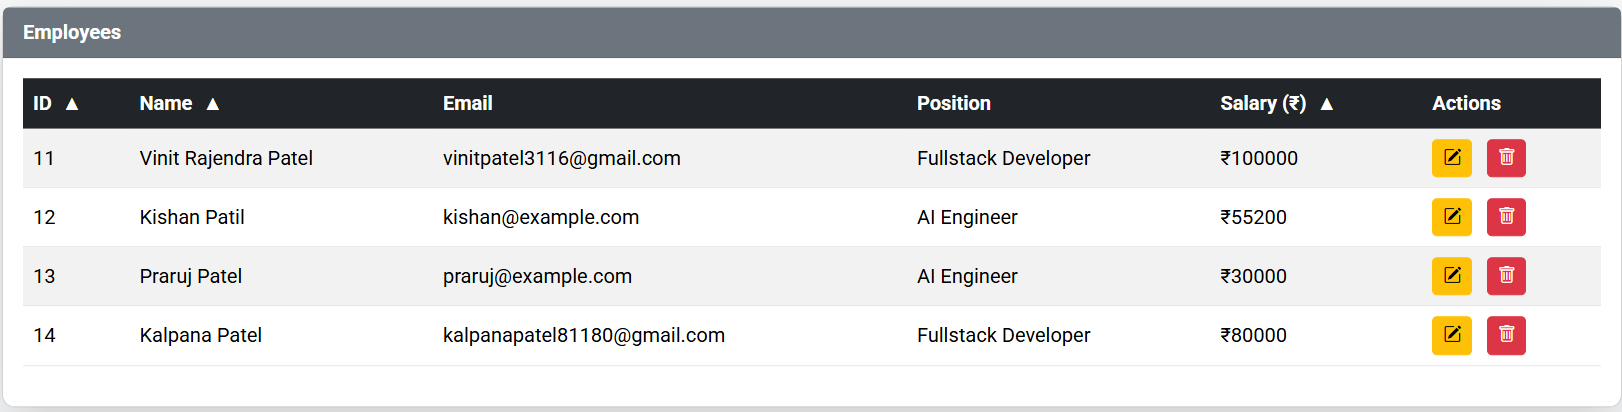 Employees
ID ▲ Name ▲ Email Position Salary (₹) ▲ Actions
11 Vinit Rajendra Patel vinitpatel3116@gmail.com Fullstack Developer ₹100000
12 Kishan Patil kishan@example.com AI Engineer ₹55200
13 Praruj Patel praruj@example.com AI Engineer ₹30000
14 Kalpana Patel kalpanapatel81180@gmail.com Fullstack Developer ₹80000